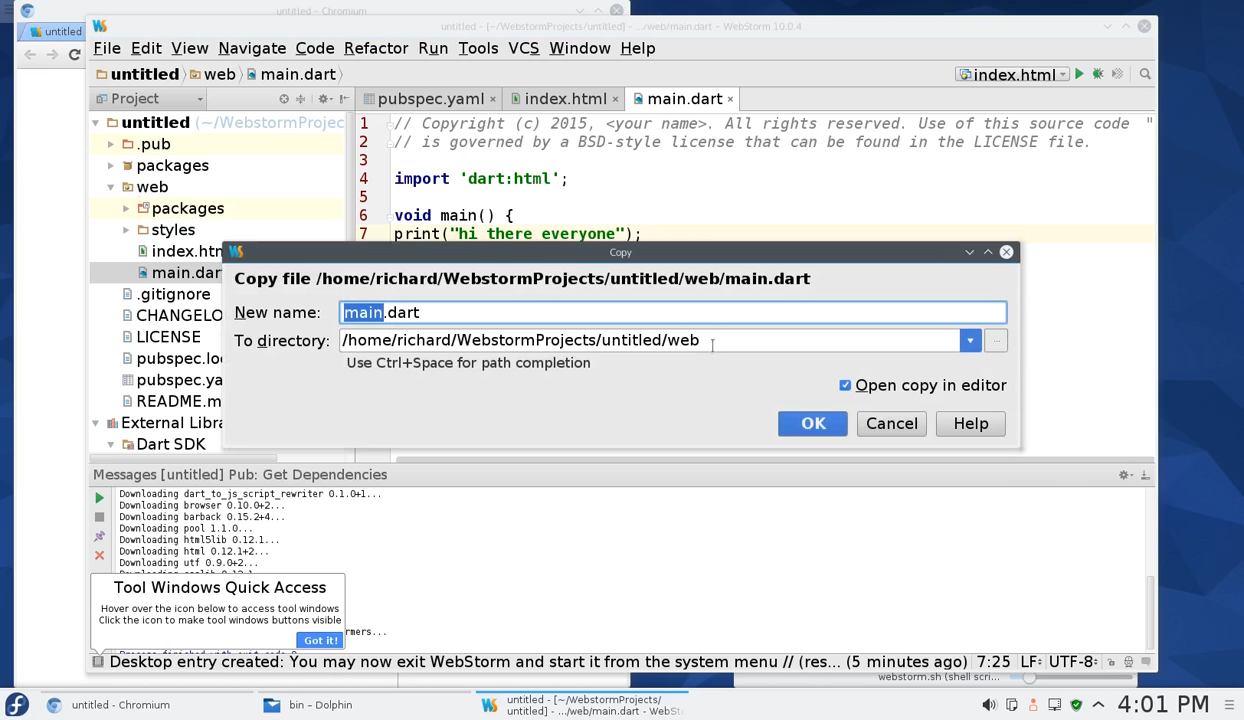 untitled - Chromium
untitled - [~/WebstormProjects/untitled] - .../web/main.dart - WebStorm 10.0.4
untitled
File Edit View Navigate Code Refactor Run Tools VCS Window Help
untitled web main.dart
index.html
Project
pubspec.yaml × index.html × main.dart ×
untitled (~/WebstormProjec
.pub
packages
web
packages
styles
index.htn
main.dar
.gitignore
CHANGELO
LICENSE
pubspec.lo
pubspec.ya
README.m
External Libra
Dart SDK
1 // Copyright (c) 2015, <your name>. All rights reserved. Use of this source code
2 // is governed by a BSD-style license that can be found in the LICENSE file.
3
4 import 'dart:html';
5
6 void main() {
7 print("hi there everyone");
Copy
Copy file /home/richard/WebstormProjects/untitled/web/main.dart
New name: main.dart
To directory: /home/richard/WebstormProjects/untitled/web
Use Ctrl+Space for path completion
Open copy in editor
OK Cancel Help
Messages [untitled] Pub: Get Dependencies
Downloading dart_to_js_script_rewriter 0.1.0+1...
Downloading browser 0.10.0+2...
Downloading barback 0.15.2+4...
Downloading pool 1.1.0...
Downloading html5lib 0.12.1...
Downloading html 0.12.1+2...
Downloading utf 0.9.0+2...
Tool Windows Quick Access
Hover over the icon below to access tool windows
Click the icon to make tool windows buttons visible
Got it!
rmers...
Desktop entry created: You may now exit WebStorm and start it from the system menu // (res... (5 minutes ago) 7:25 LF UTF-8
webstorm.sh (shell scri...
untitled - Chromium
bin – Dolphin
untitled - [~/WebstormProjects/
untitled] - .../web/main.dart - WebSt
4:01 PM